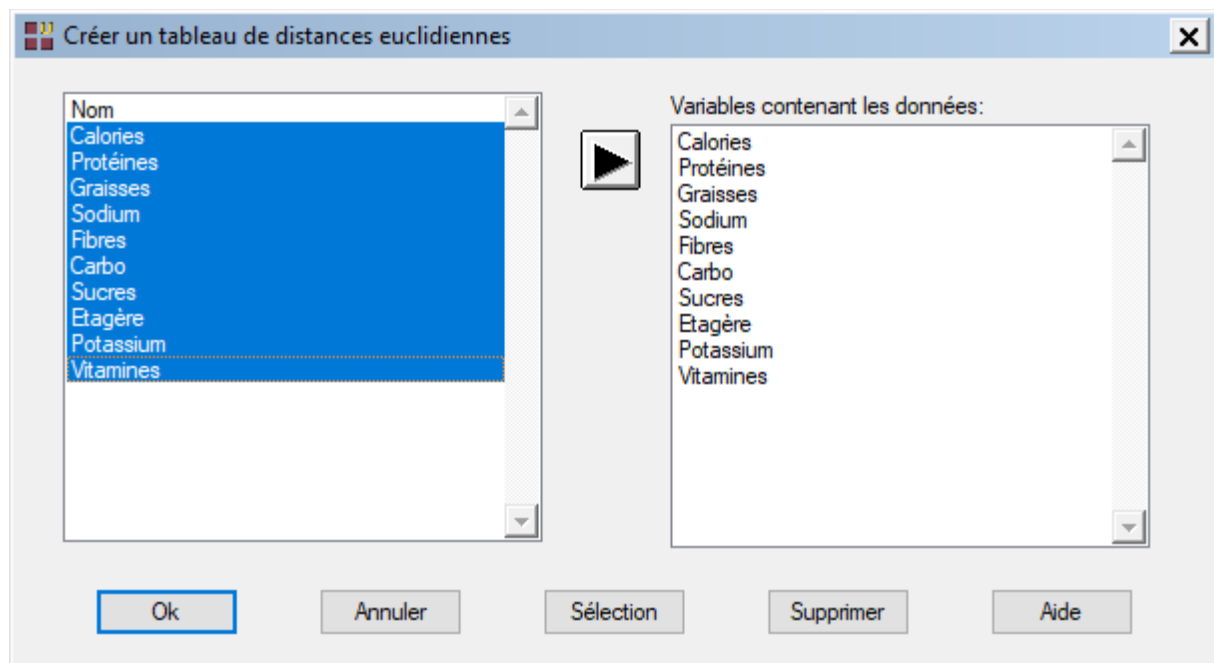 Créer un tableau de distances euclidiennes
Nom
Calories
Protéines
Graisses
Sodium
Fibres
Carbo
Sucres
Etagère
Potassium
Vitamines
Variables contenant les données:
Calories
Protéines
Graisses
Sodium
Fibres
Carbo
Sucres
Etagère
Potassium
Vitamines
Ok Annuler Sélection Supprimer Aide